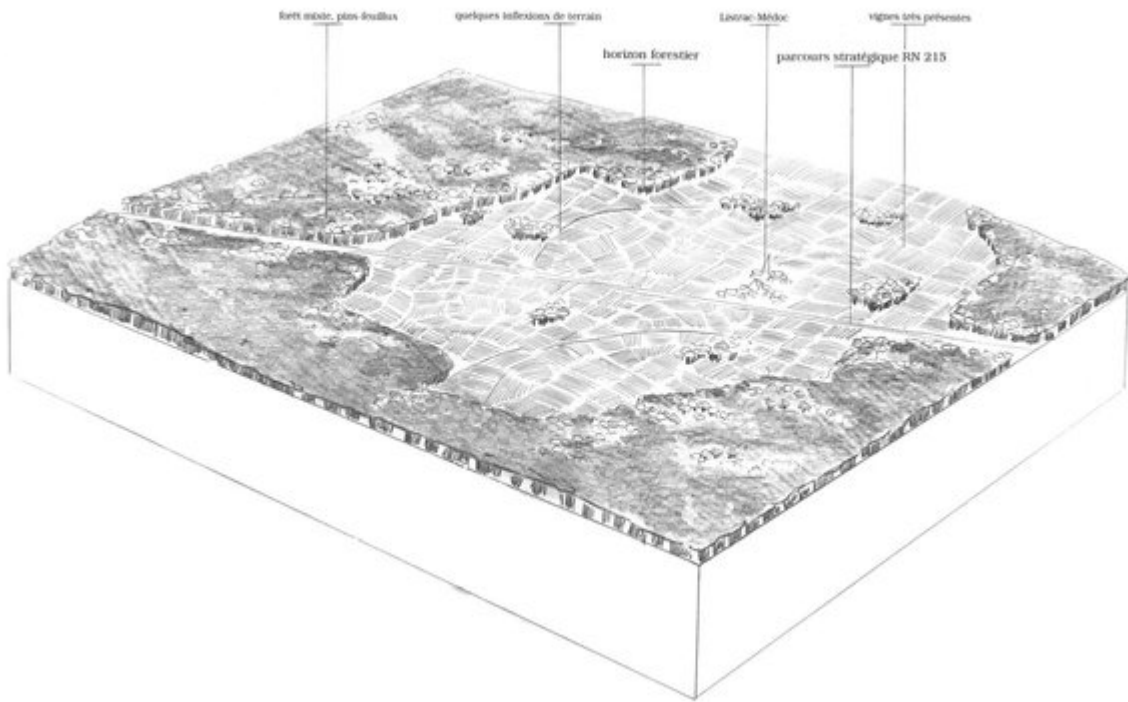 forêt mixte, pins-feuillus
quelques inflexions de terrain
Listrac-Médoc
vignes très présentes
horizon forestier
parcours stratégique RN 215